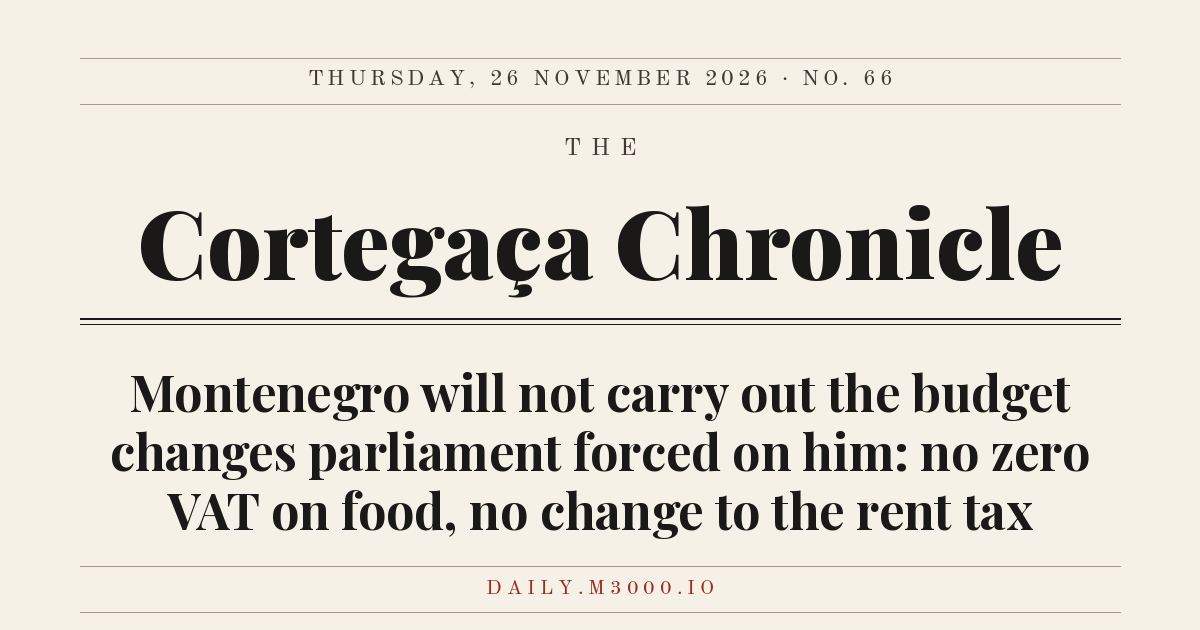 THURSDAY, 26 NOVEMBER 2026 · NO. 66
THE
Cortegaça Chronicle
Montenegro will not carry out the budget
changes parliament forced on him: no zero
VAT on food, no change to the rent tax
DAILY.M3000.IO